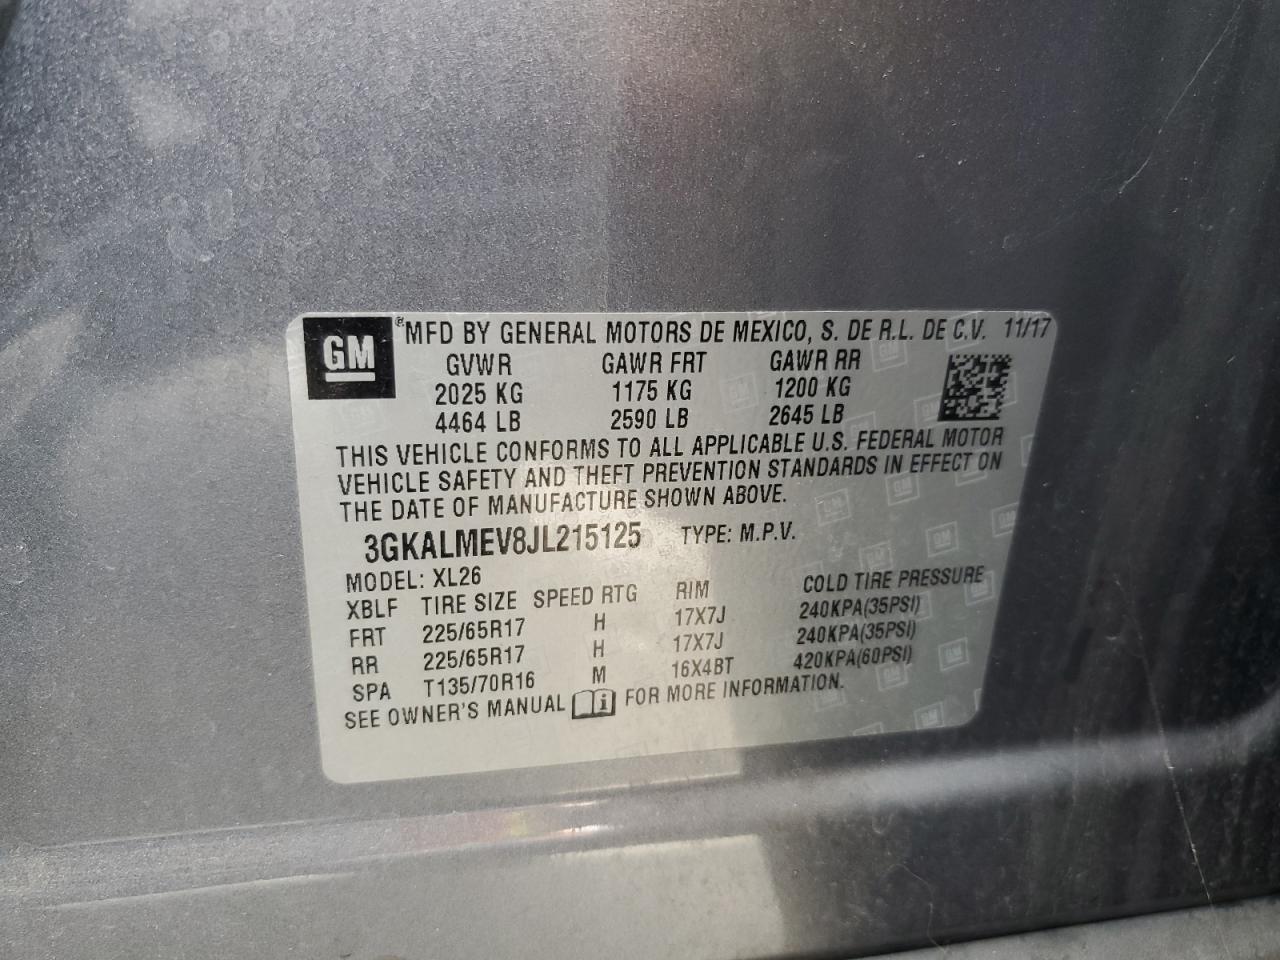 GM ® MFD BY GENERAL MOTORS DE MEXICO, S. DE R.L. DE C.V. 11/17
GVWR GAWR FRT GAWR RR
2025 KG 1175 KG 1200 KG
4464 LB 2590 LB 2645 LB
THIS VEHICLE CONFORMS TO ALL APPLICABLE U.S. FEDERAL MOTOR
VEHICLE SAFETY AND THEFT PREVENTION STANDARDS IN EFFECT ON
THE DATE OF MANUFACTURE SHOWN ABOVE.
3GKALMEV8JL215125 TYPE: M.P.V.
MODEL: XL26
XBLF TIRE SIZE SPEED RTG RIM COLD TIRE PRESSURE
FRT 225/65R17 H 17X7J 240KPA(35PSI)
RR 225/65R17 H 17X7J 240KPA(35PSI)
SPA T135/70R16 M 16X4BT 420KPA(60PSI)
SEE OWNER'S MANUAL i FOR MORE INFORMATION.